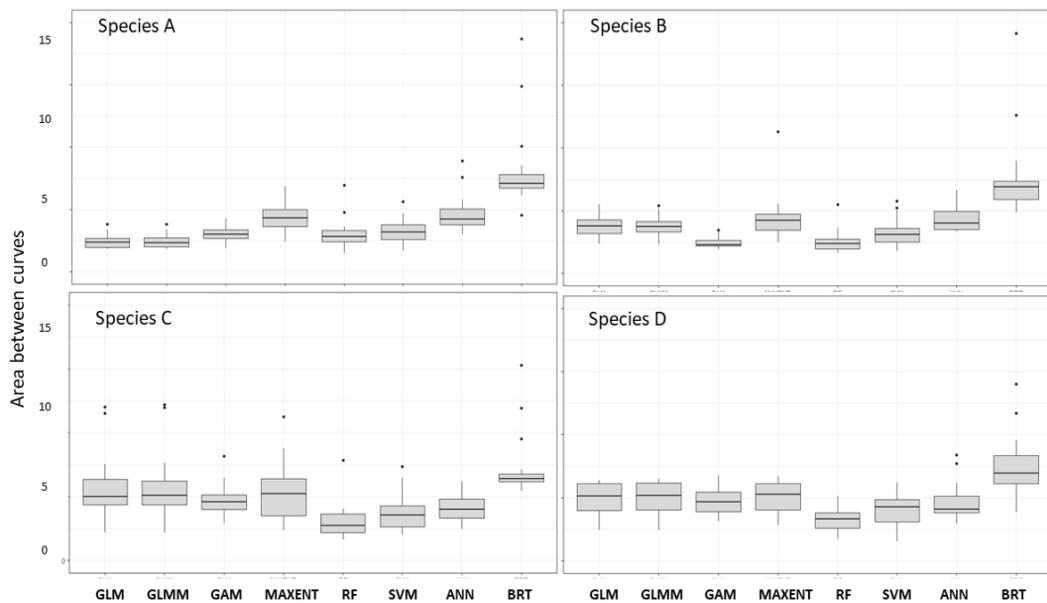 Species A
Species B
15
10
5
0
Area between curves
Species C
Species D
15
10
5
0
0
GLM GLMM GAM MAXENT RF SVM ANN BRT GLM GLMM GAM MAXENT RF SVM ANN BRT